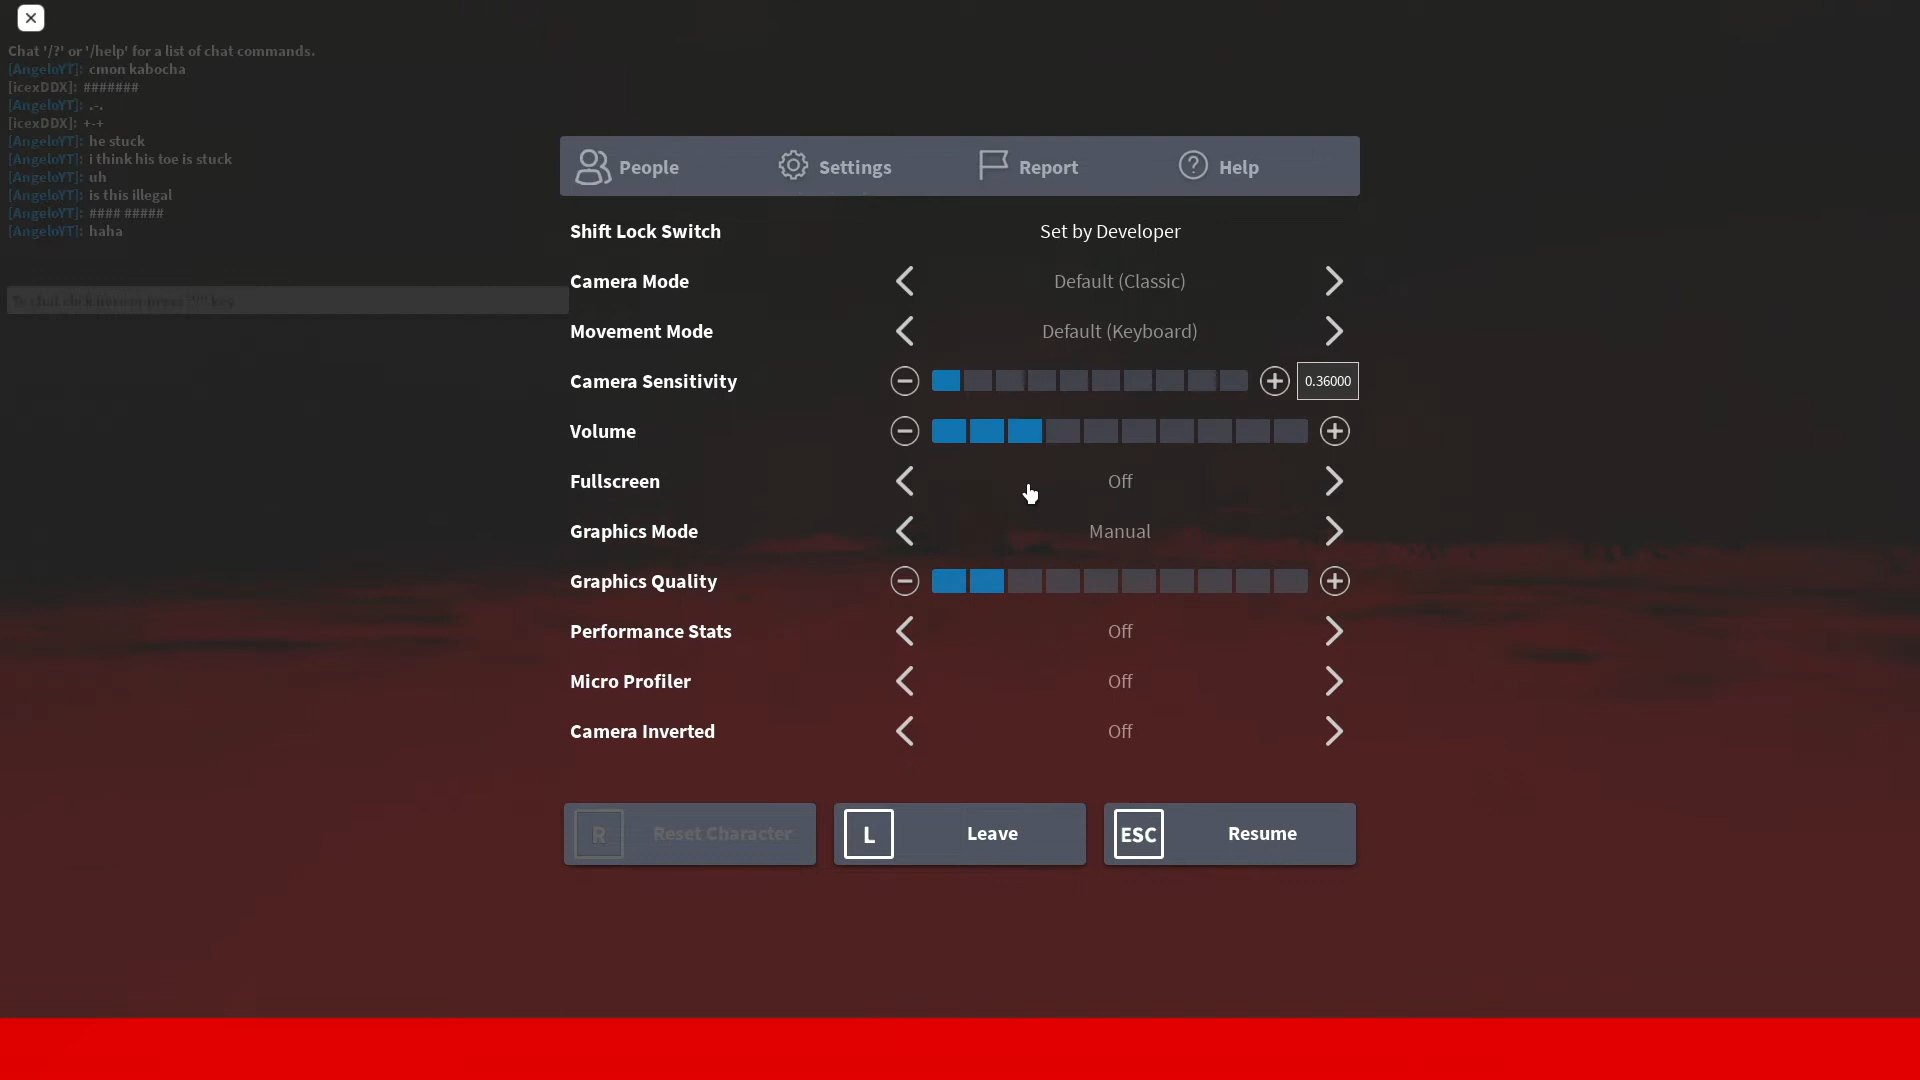 Chat '/?' or '/help' for a list of chat commands.
[AngeloYT]: cmon kabocha
[icexDDX]: #######
[AngeloYT]: .-.
[icexDDX]: +-+
[AngeloYT]: he stuck
[AngeloYT]: i think his toe is stuck
[AngeloYT]: uh
[AngeloYT]: is this illegal
[AngeloYT]: #### #####
[AngeloYT]: haha
People Settings Report Help
Shift Lock Switch Set by Developer
Camera Mode Default (Classic)
Movement Mode Default (Keyboard)
Camera Sensitivity 0.36000
Volume
Fullscreen Off
Graphics Mode Manual
Graphics Quality
Performance Stats Off
Micro Profiler Off
Camera Inverted Off
R Reset Character L Leave ESC Resume